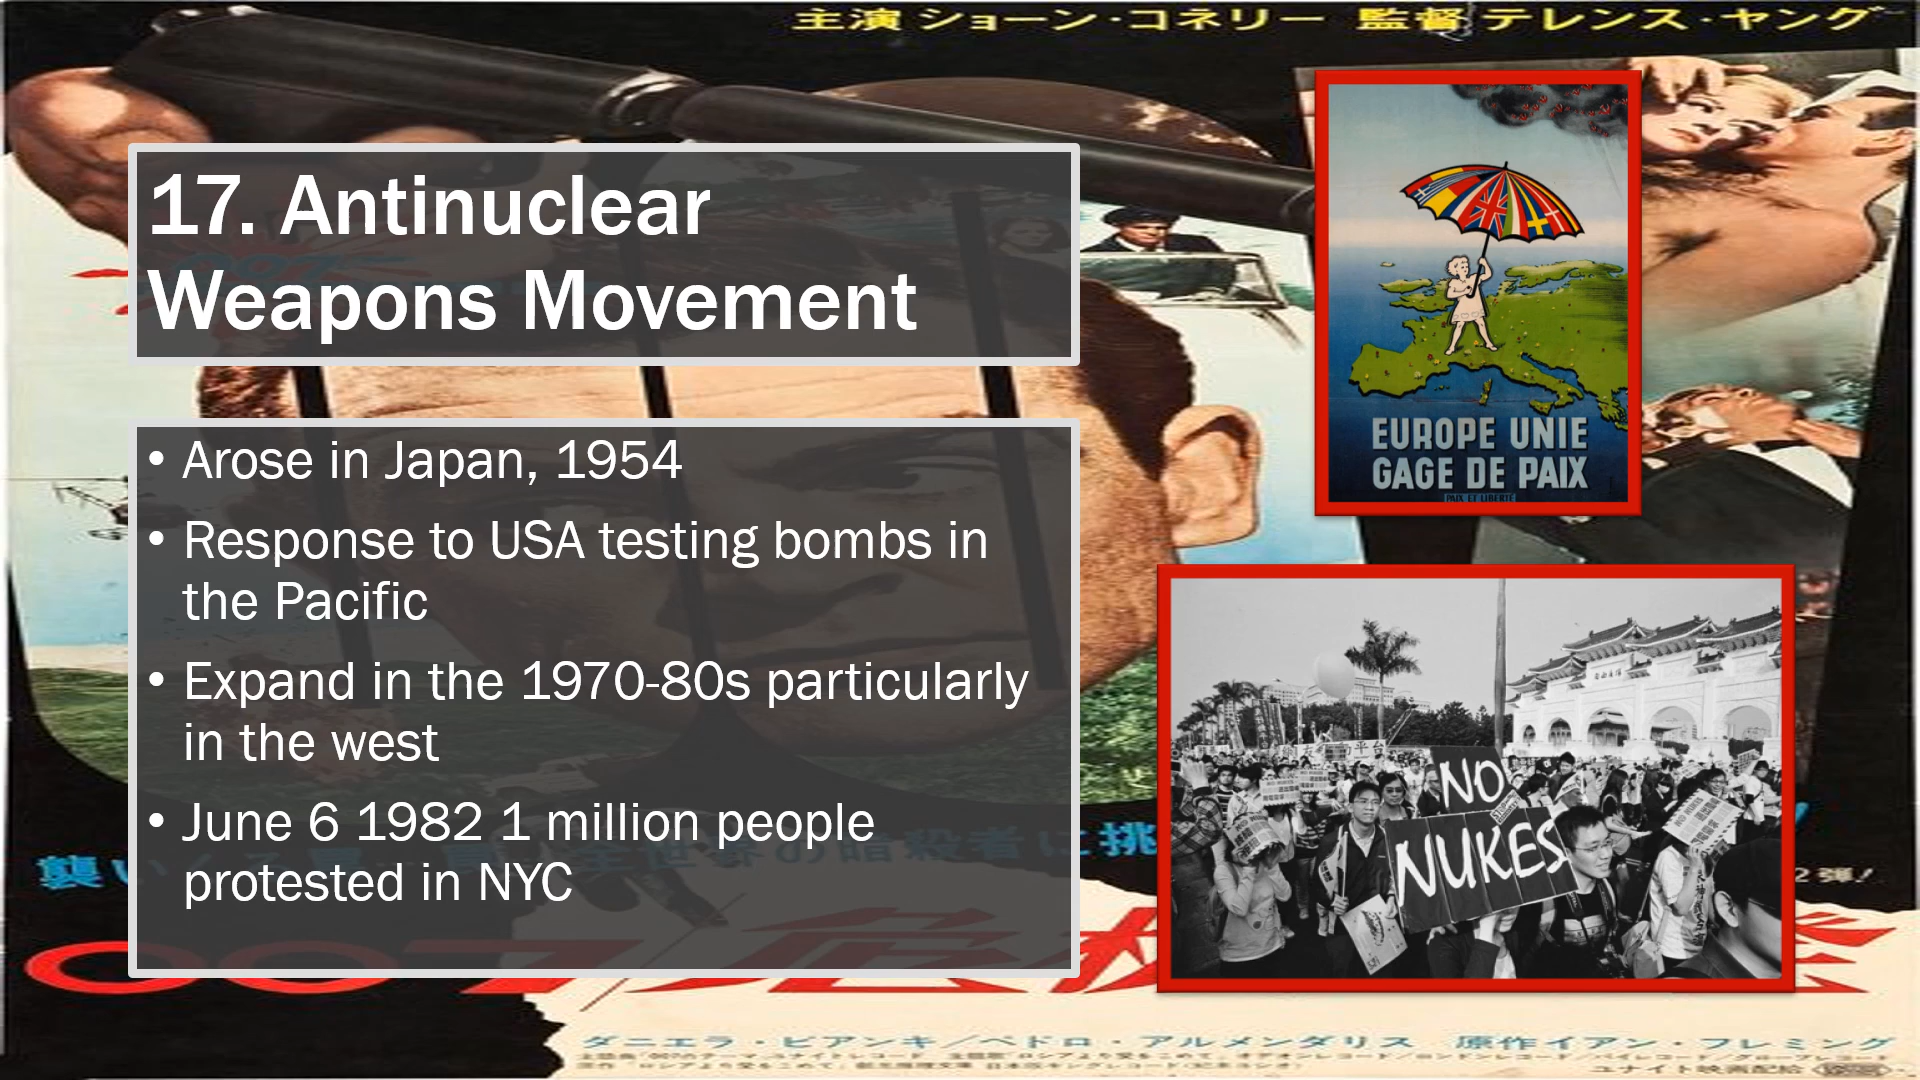 主演 ショーン・コネリー 監督 テレンス・ヤング
17. Antinuclear
Weapons Movement
• Arose in Japan, 1954
• Response to USA testing bombs in
the Pacific
• Expand in the 1970-80s particularly
in the west
• June 6 1982 1 million people
protested in NYC
EUROPE UNIE
GAGE DE PAIX
PAIX ET LIBERTÉ
NO
NUKES
007
ダニエラ・ビアンキ/ペドロ・アルメンダリス 原作イアン・フレミング
ユナイト映画配給